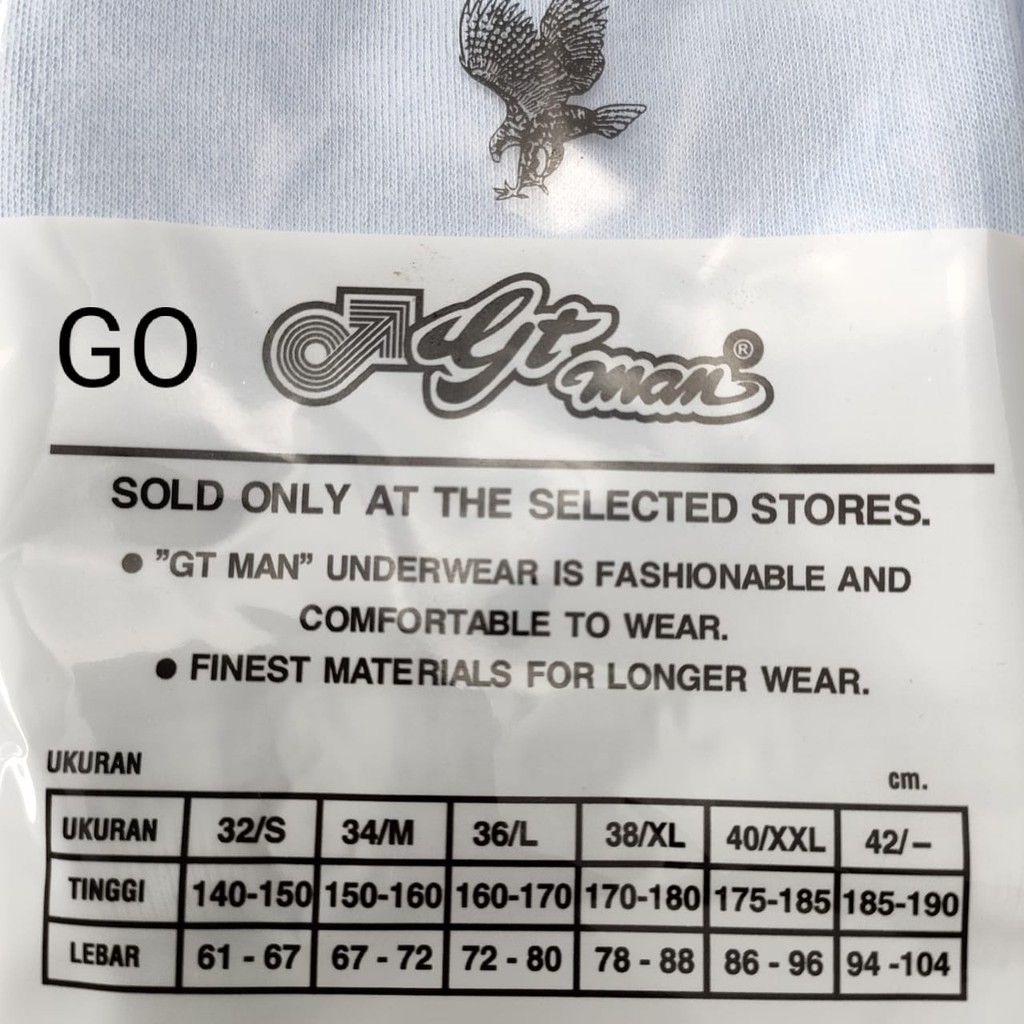 GO Gt man ®
SOLD ONLY AT THE SELECTED STORES.
● "GT MAN" UNDERWEAR IS FASHIONABLE AND
COMFORTABLE TO WEAR.
● FINEST MATERIALS FOR LONGER WEAR.
UKURAN cm.
UKURAN 32/S 34/M 36/L 38/XL 40/XXL 42/–
TINGGI 140-150 150-160 160-170 170-180 175-185 185-190
LEBAR 61 - 67 67 - 72 72 - 80 78 - 88 86 - 96 94 -104